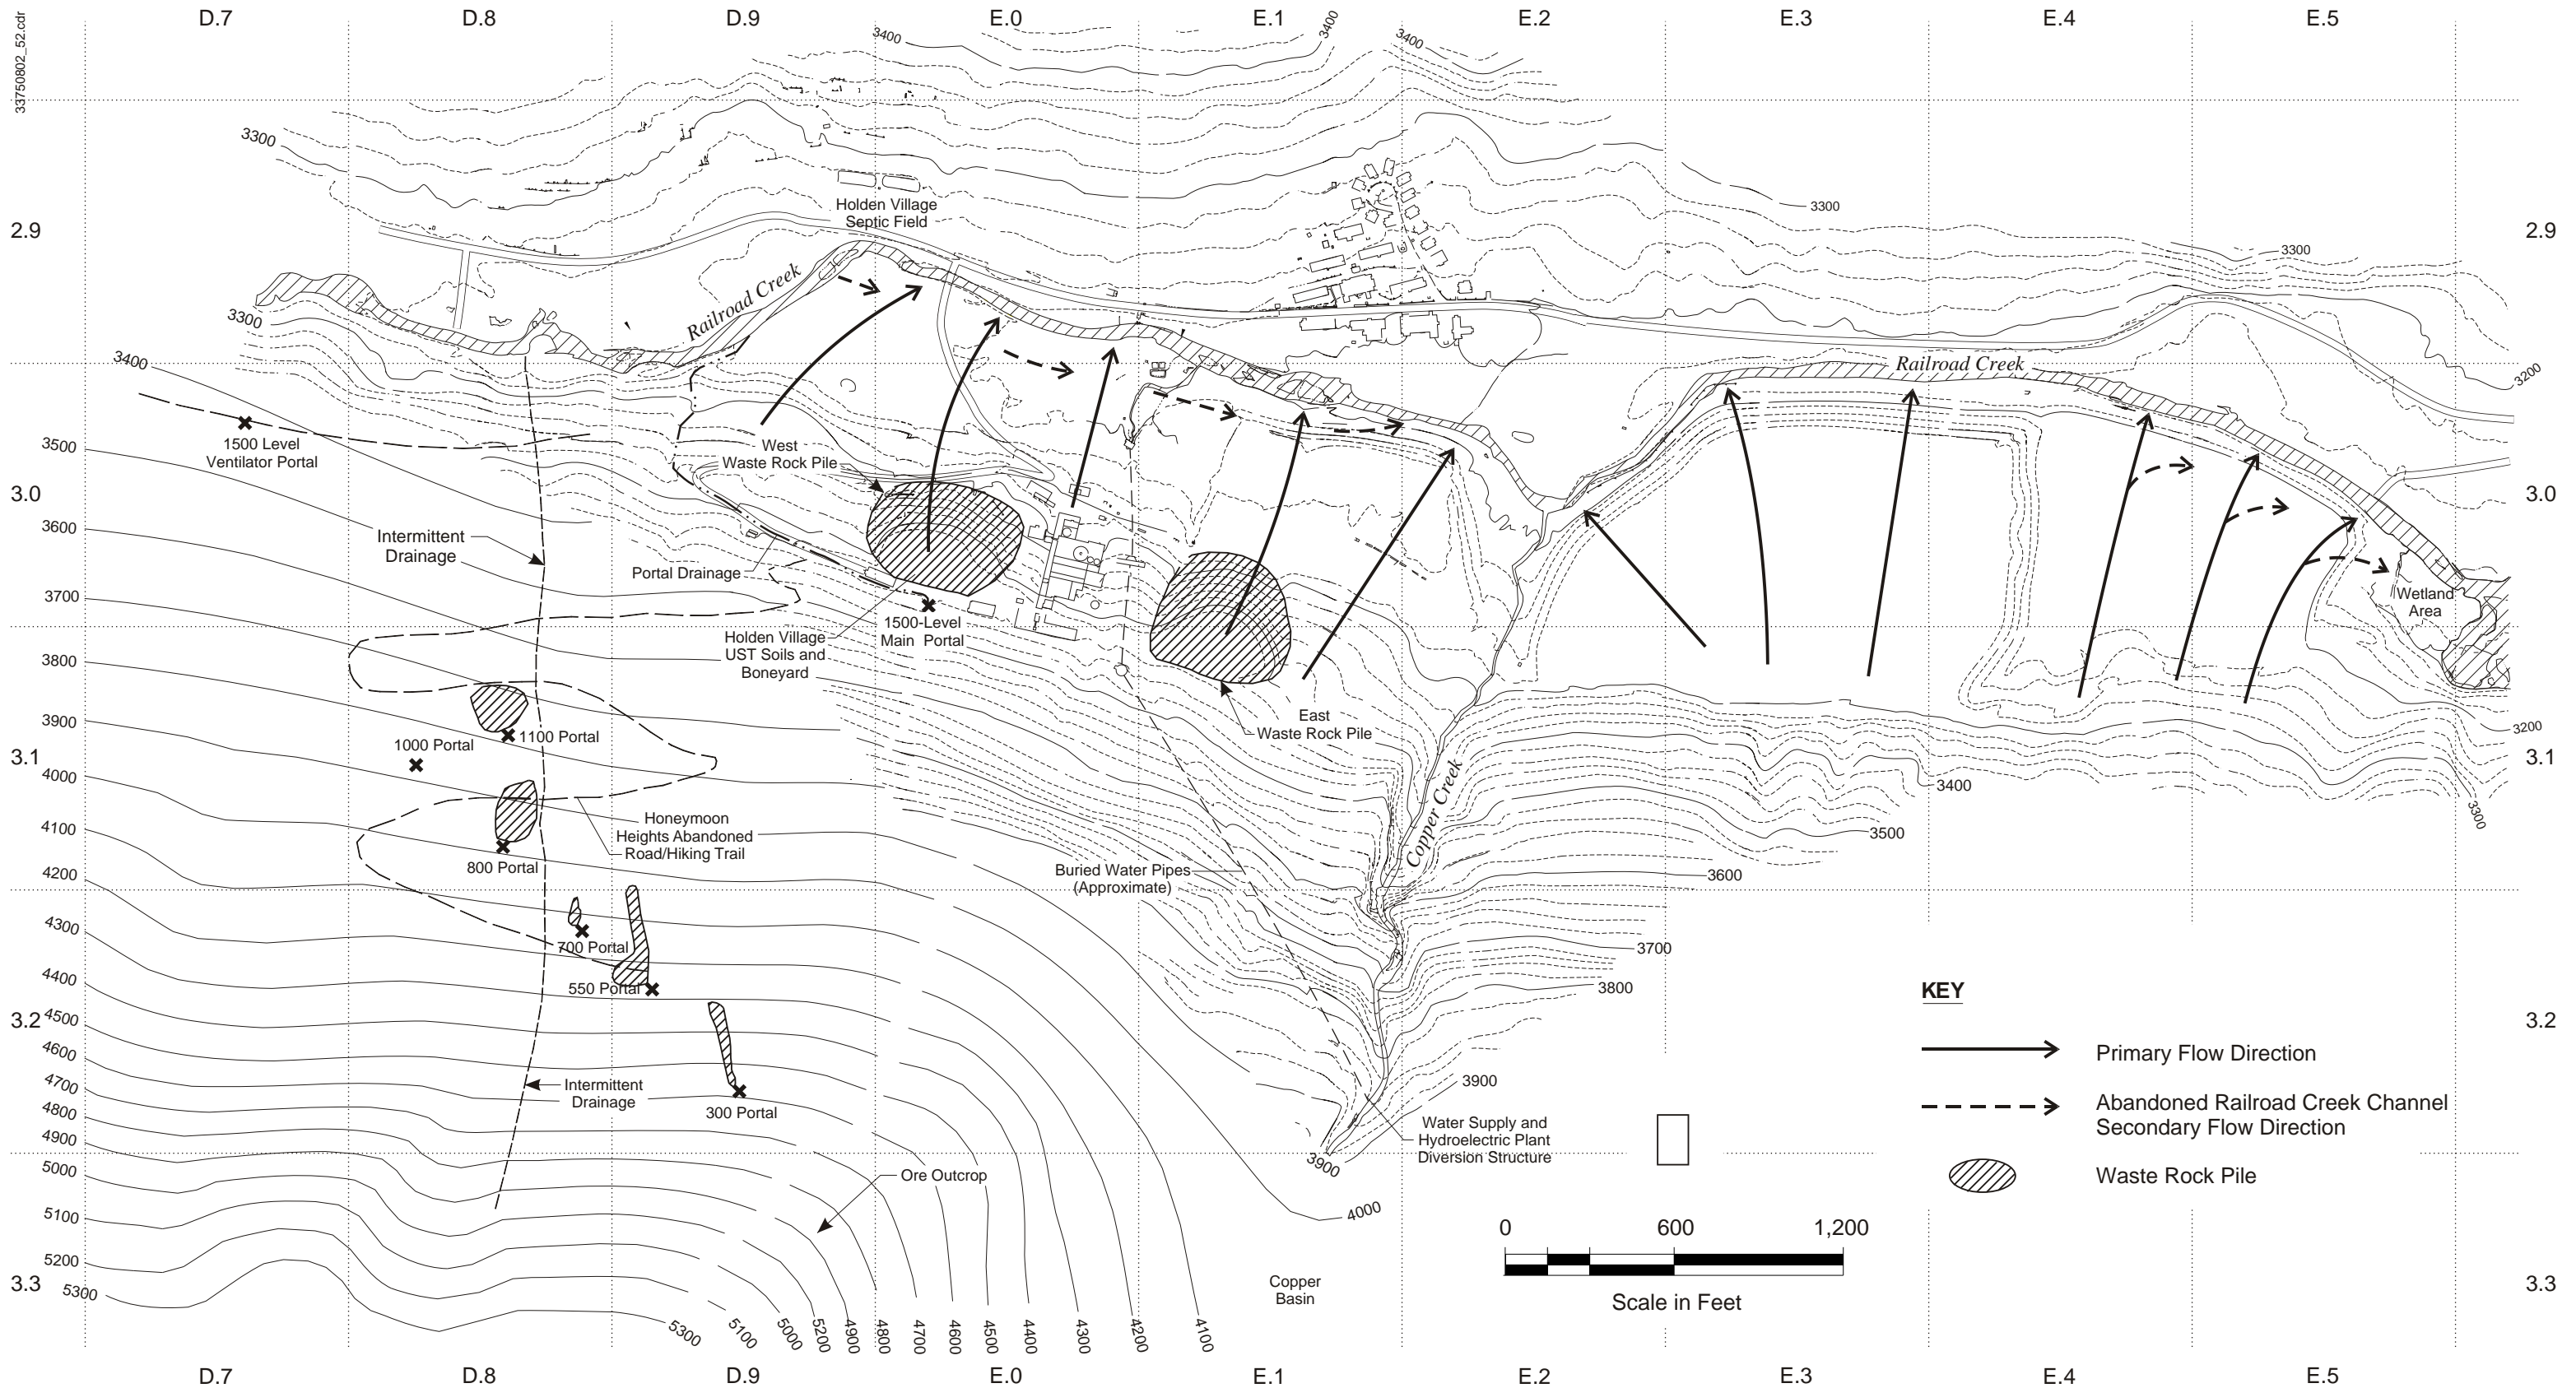 33750802_52.cdr
D.7
D.8
D.9
E.0
E.1
E.2
E.3
E.4
E.5
3400
3400
3400
3300
Holden Village
Septic Field
3300
2.9
2.9
3300
Railroad Creek
3300
3400
Railroad Creek
3200
1500 Level
Ventilator Portal
West
Waste Rock Pile
3500
3.0
3.0
3600
Intermittent
Drainage
Portal Drainage
Wetland
Area
3700
1500-Level
Main Portal
Holden Village
UST Soils and
Boneyard
3800
3900
East
Waste Rock Pile
3200
1100 Portal
1000 Portal
3.1
3.1
4000
3400
3300
Copper Creek
Honeymoon
Heights Abandoned
Road/Hiking Trail
4100
3500
800 Portal
Buried Water Pipes
(Approximate)
4200
3600
4300
700 Portal
3700
4400
550 Portal
3800
KEY
3.2
3.2
4500
4600
Primary Flow Direction
4700
Intermittent
Drainage
3900
Abandoned Railroad Creek Channel
Secondary Flow Direction
4800
300 Portal
Water Supply and
Hydroelectric Plant
Diversion Structure
4900
3900
5000
Ore Outcrop
Waste Rock Pile
5100
4000
0
600
1,200
5200
3.3
3.3
5300
Copper
Basin
Scale in Feet
5300
5100
5000
5200
4900
4800
4700
4600
4500
4400
4300
4200
4100
D.7
D.8
D.9
E.0
E.1
E.2
E.3
E.4
E.5